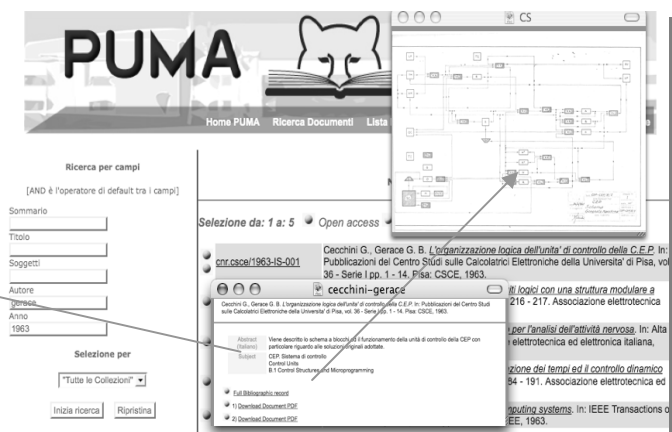 PUMA
CS
Home PUMA Ricerca Documenti Lista
Ricerca per campi
[AND è l'operatore di default tra i campi]
Sommario
Titolo
Soggetti
Autore
gerace
Anno
1963
Selezione per
"Tutte le Collezioni"
Inizia ricerca Ripristina
Selezione da: 1 a: 5 Open access
cnr.csce/1963-IS-001
Cecchini G., Gerace G. B. L'organizzazione logica dell'unita' di controllo della C.E.P. In:
Pubblicazioni del Centro Studi sulle Calcolatrici Elettroniche della Universita' di Pisa, vol
36 - Serie I pp. 1 - 14. Pisa: CSCE, 1963.
cecchini-gerace
Cecchini G., Gerace G. B. L'organizzazione logica dell'unita' di controllo della C.E.P. In: Pubblicazioni del Centro Studi
sulle Calcolatrici Elettroniche della Universita' di Pisa, vol. 36 - Serie I pp. 1 - 14. Pisa: CSCE, 1963.
Abstract
(Italiano)
Viene descritto lo schema a blocchi ed il funzionamento della unità di controllo della CEP con
particolare riguardo alle soluzioni originali adottate.
Subject
CEP. Sistema di controllo
Control Units
B.1 Control Structures and Microprogramming
Full Bibliographic record
1) Download Document PDF
2) Download Document PDF
iti logici con una struttura modulare a
216 - 217. Associazione elettrotecnica
per l'analisi dell'attività nervosa. In: Alta
elettrotecnica ed elettronica italiana,
zione dei tempi ed il controllo dinamico
84 - 191. Associazione elettrotecnica ed
mputing systems. In: IEEE Transactions o
EEE, 1963.